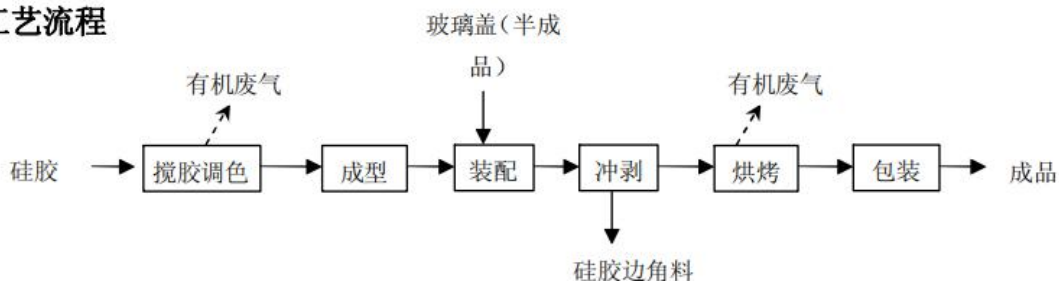 工艺流程
玻璃盖（半成
品）
有机废气
有机废气
硅胶
搅胶调色
成型
装配
冲剥
烘烤
包装
成品
硅胶边角料